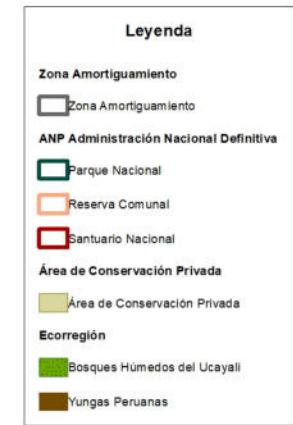 Leyenda
Zona Amortiguamiento
Zona Amortiguamiento
ANP Administración Nacional Definitiva
Parque Nacional
Reserva Comunal
Santuario Nacional
Área de Conservación Privada
Área de Conservación Privada
Ecorregión
Bosques Húmedos del Ucayali
Yungas Peruanas